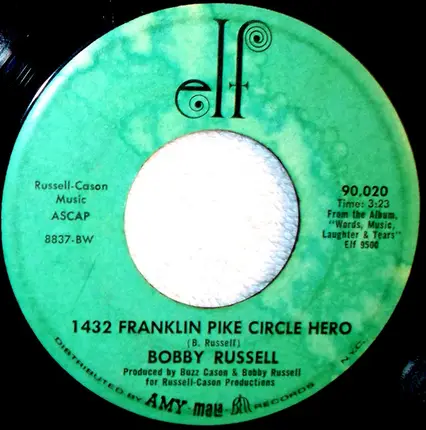 elf
Russell-Cason
Music
ASCAP
8837-BW
90,020
Time: 3:23
From the Album,
"Words, Music,
Laughter & Tears"
Elf 9500
1432 FRANKLIN PIKE CIRCLE HERO
(B. Russell)
BOBBY RUSSELL
Produced by Buzz Cason & Bobby Russell
for Russell-Cason Productions
DISTRIBUTED BY AMY - mala - Bell RECORDS N.Y.C.